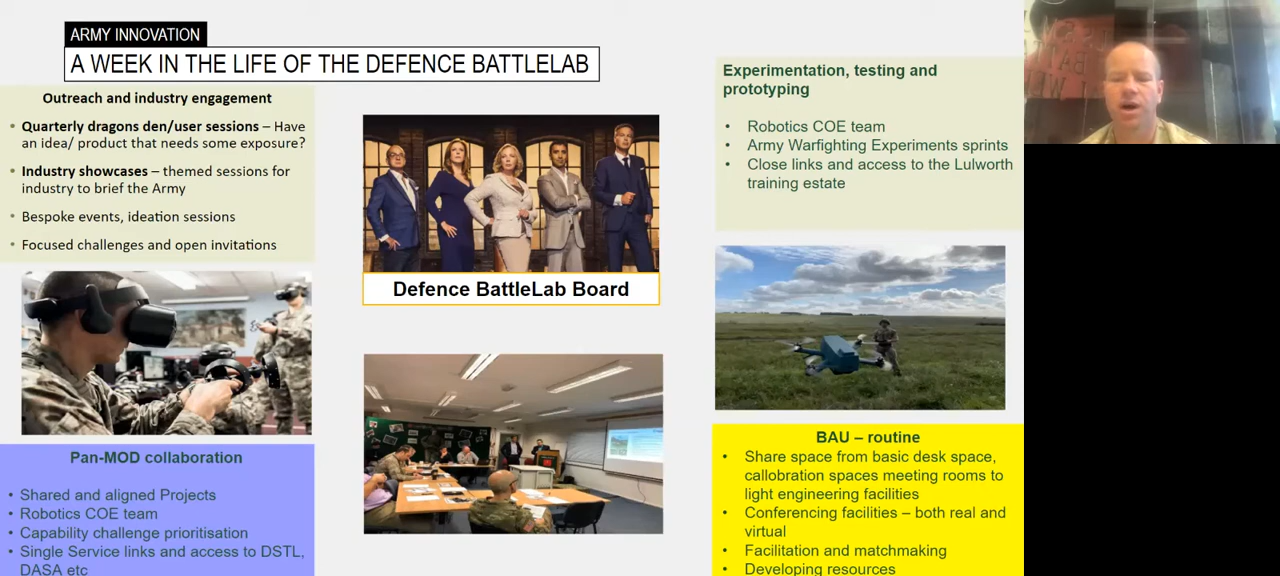 ARMY INNOVATION
A WEEK IN THE LIFE OF THE DEFENCE BATTLELAB
Outreach and industry engagement
• Quarterly dragons den/user sessions – Have
an idea/ product that needs some exposure?
• Industry showcases – themed sessions for
industry to brief the Army
• Bespoke events, ideation sessions
• Focused challenges and open invitations
Pan-MOD collaboration
• Shared and aligned Projects
• Robotics COE team
• Capability challenge prioritisation
• Single Service links and access to DSTL,
DASA etc
Defence BattleLab Board
Experimentation, testing and
prototyping
• Robotics COE team
• Army Warfighting Experiments sprints
• Close links and access to the Lulworth
training estate
BAU – routine
• Share space from basic desk space,
callobration spaces meeting rooms to
light engineering facilities
• Conferencing facilities – both real and
virtual
• Facilitation and matchmaking
• Developing resources